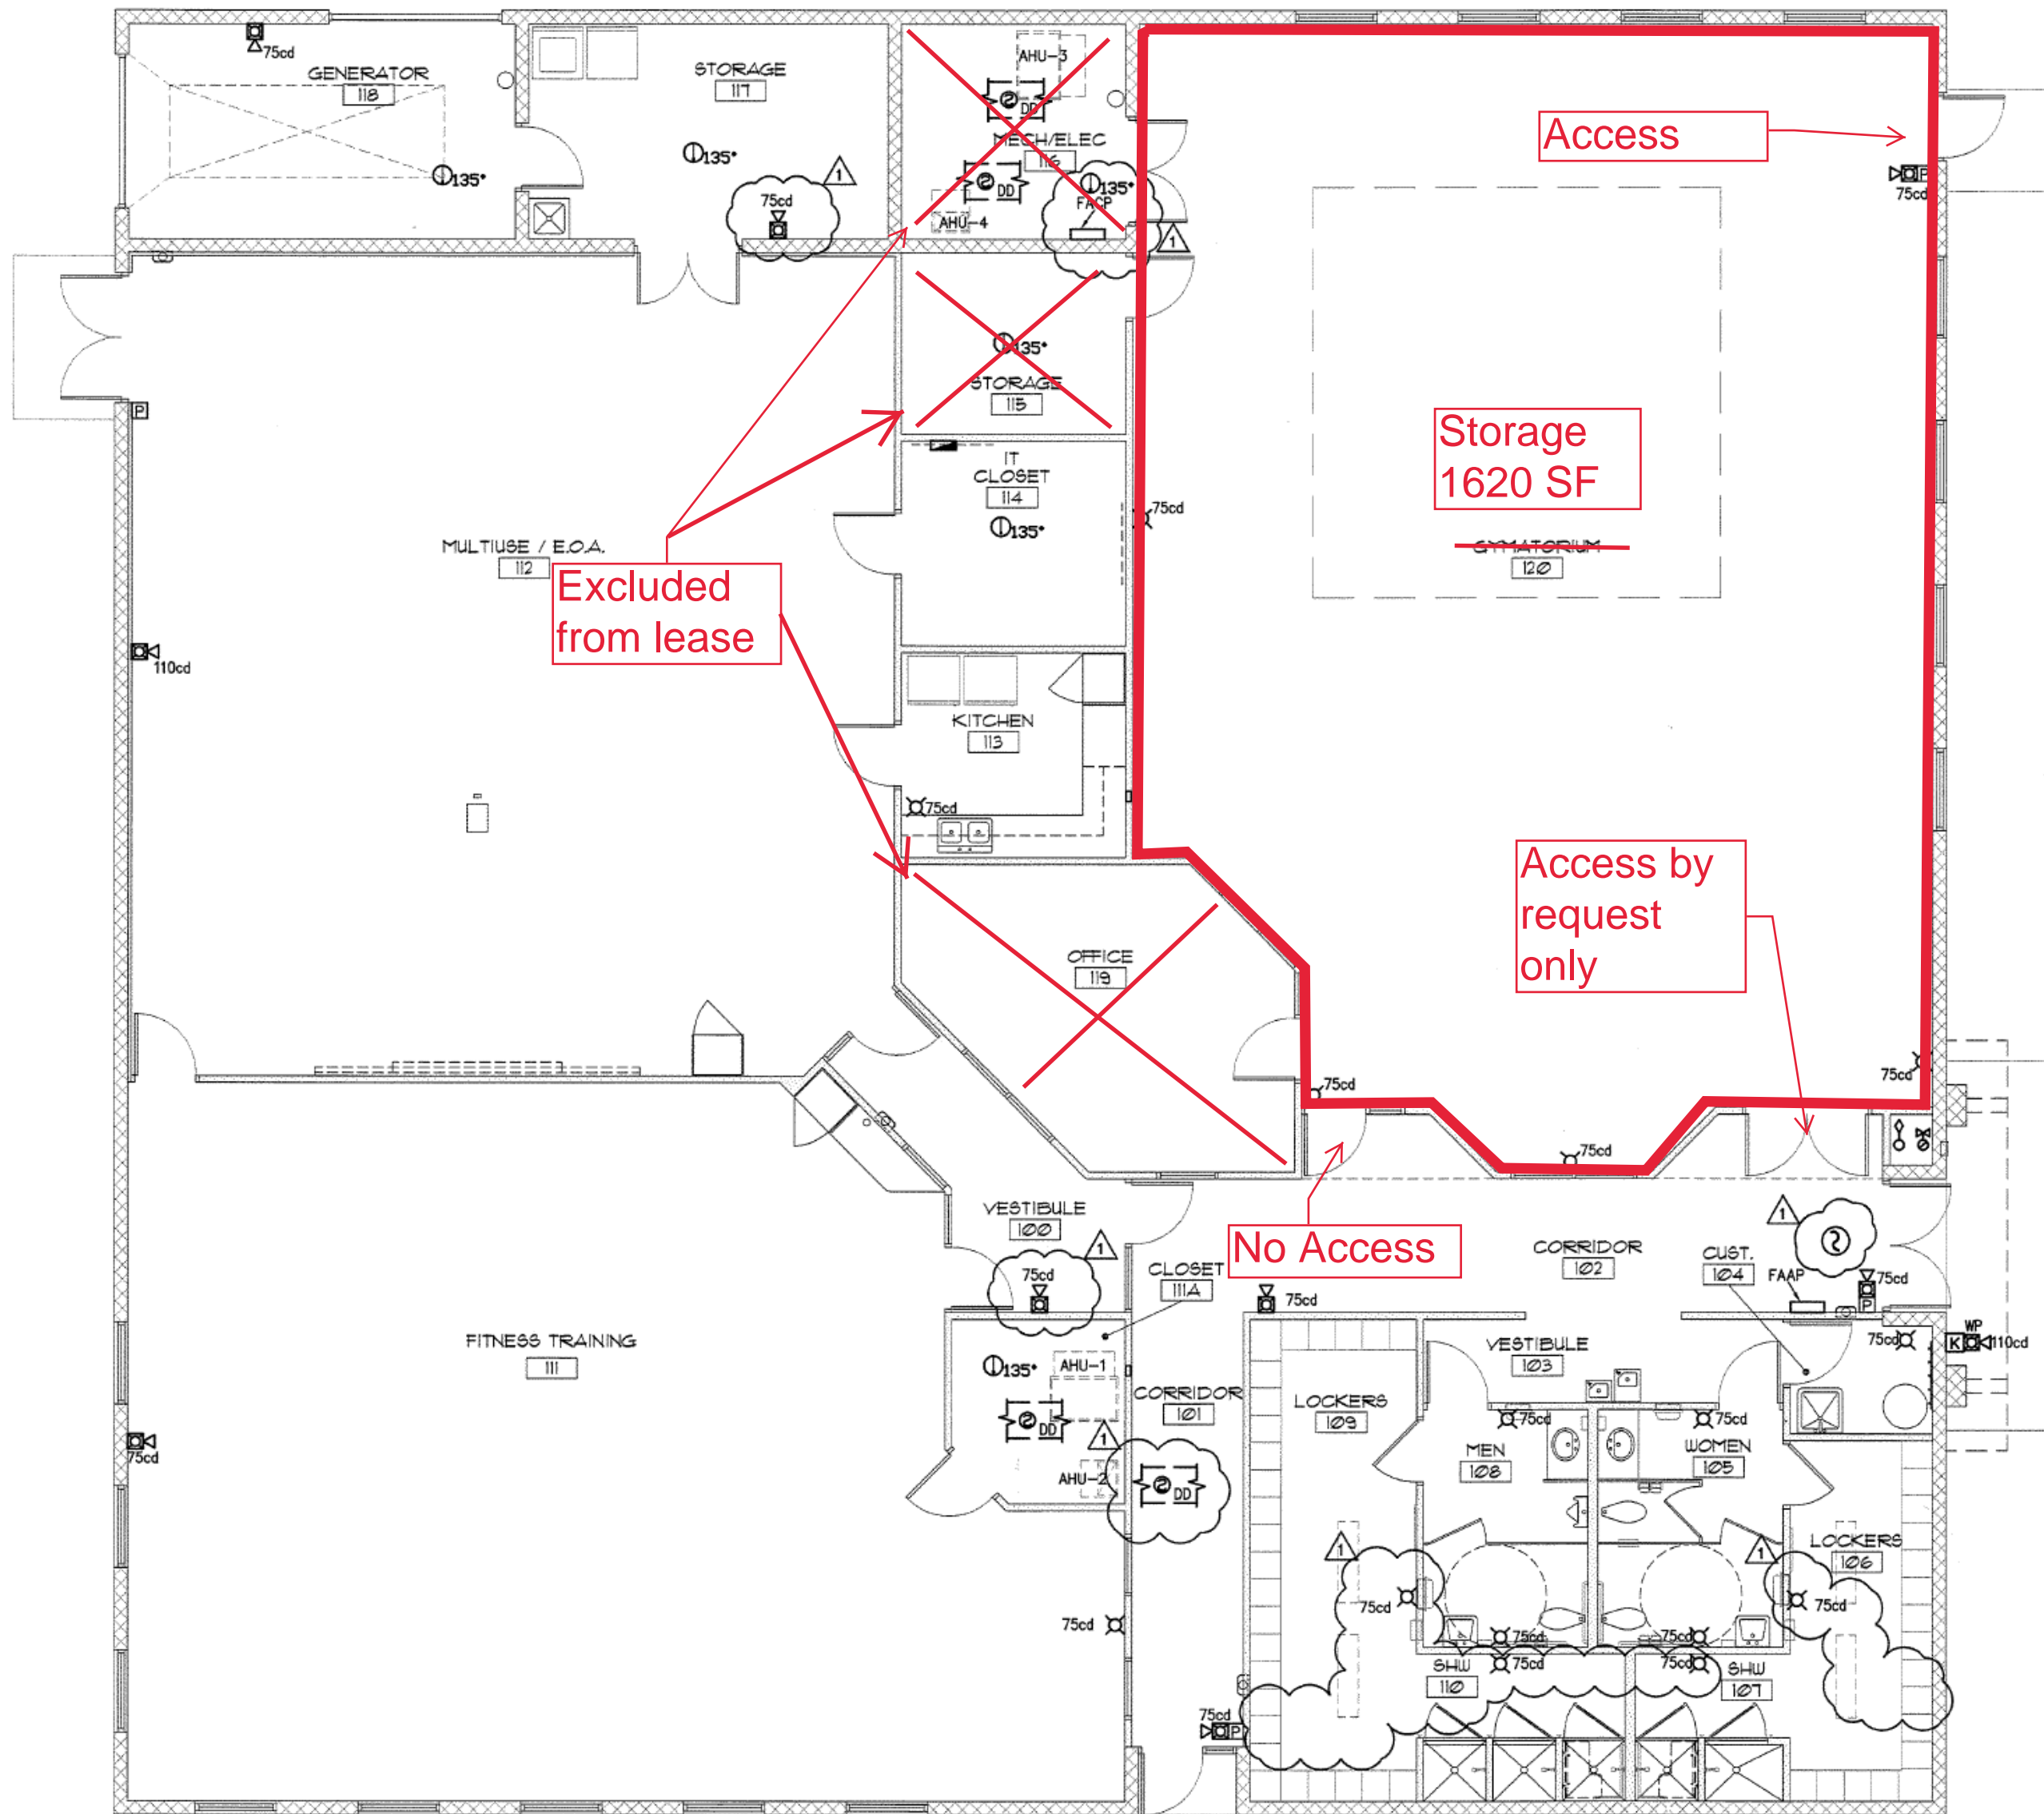 75cd
GENERATOR
118
135°
STORAGE
117
135°
75cd
1
AHU-3
DD
MECH/ELEC
116
DD
135°
FACP
AHU-4
1
Access
P
75cd
135°
STORAGE
115
P
IT
CLOSET
114
135°
75cd
Storage
1620 SF
GYMATORIUM
120
MULTIUSE / E.O.A.
112
Excluded
from lease
110cd
KITCHEN
113
75cd
Access by
request
only
OFFICE
119
75cd
75cd
75cd
No Access
VESTIBULE
100
1
75cd
CLOSET
111A
CORRIDOR
102
1
CUST.
104
FAAP
75cd
P
75cd
75cd
WP
K
110cd
FITNESS TRAINING
111
135°
AHU-1
DD
1
AHU-2
CORRIDOR
101
DD
VESTIBULE
103
LOCKERS
109
75cd
75cd
MEN
108
WOMEN
105
75cd
LOCKERS
106
1
1
75cd
75cd
75cd
75cd
75cd
75cd
75cd
SHW
110
SHW
107
75cd
P